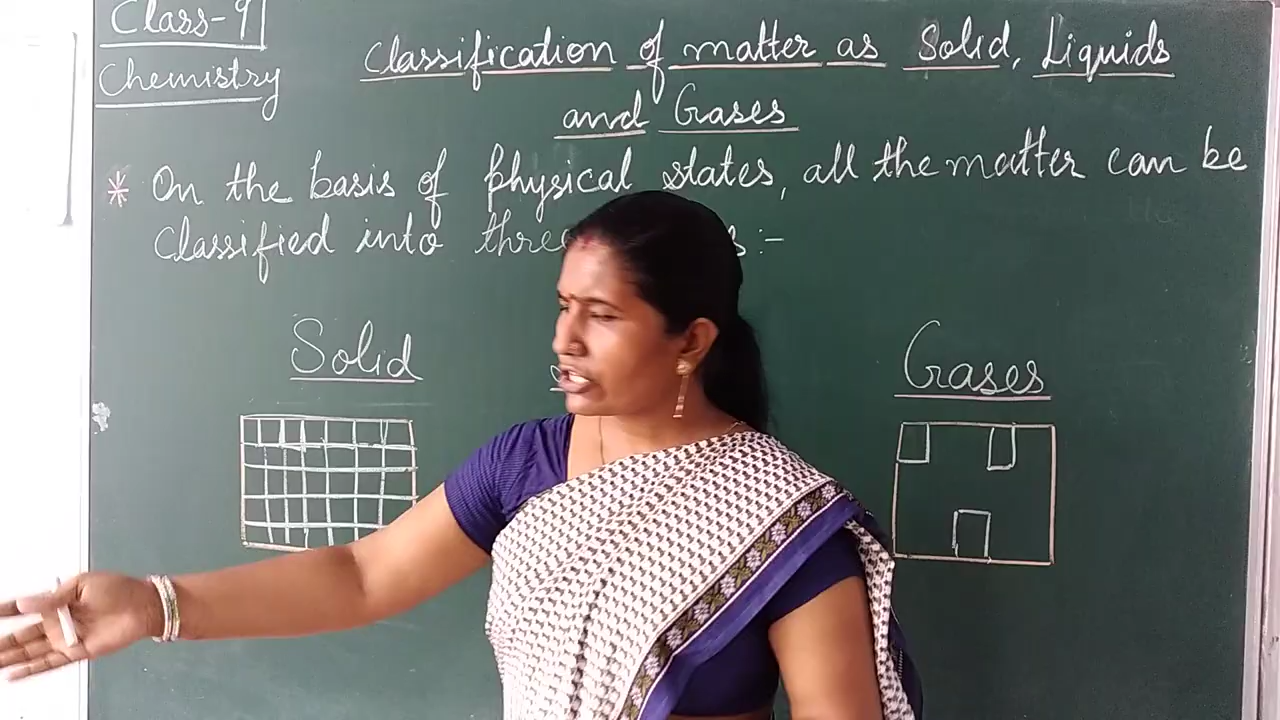 Class-9
Chemistry
Classification of matter as Solid, Liquids
and Gases
* On the basis of physical states, all the matter can be
classified into :-
Solid
Gases